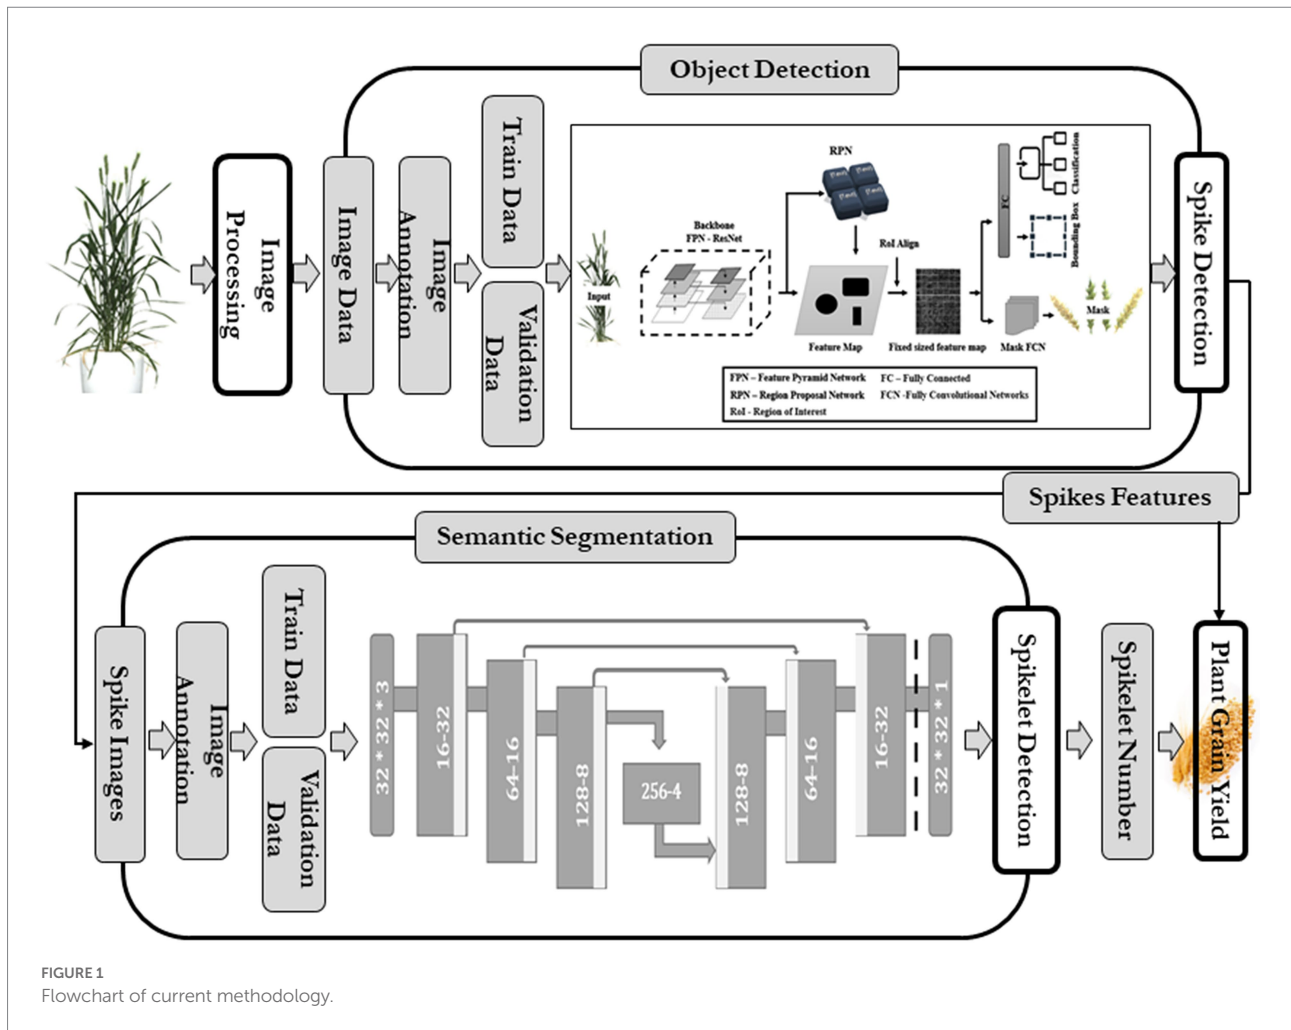 Object Detection
Image
Processing
Image Data
Image
Annotation
Train Data
Validation
Data
Input
Backbone
FPN - ResNet
RPN
Feature Map
RoI Align
Fixed sized feature map
FC
Classification
Bounding Box
Mask FCN
Mask
FPN – Feature Pyramid Network
FC – Fully Connected
RPN – Region Proposal Network
FCN -Fully Convolutional Networks
RoI - Region of Interest
Spike Detection
Spikes Features
Semantic Segmentation
Spike Images
Image
Annotation
Train Data
Validation
Data
32 * 32 * 3
16-32
64-16
128-8
256-4
128-8
64-16
16-32
32 * 32 * 1
Spikelet Detection
Spikelet Number
Plant Grain Yield
FIGURE 1
Flowchart of current methodology.